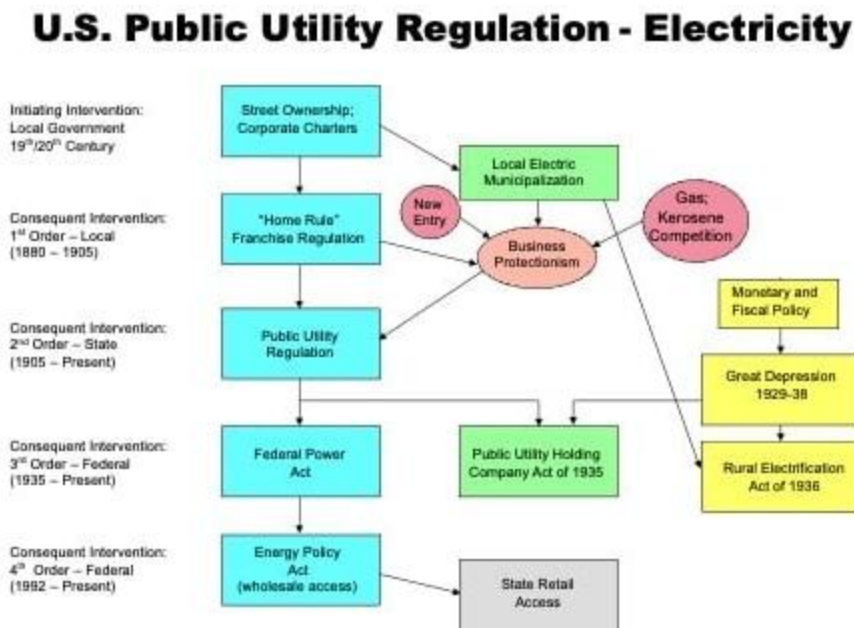 U.S. Public Utility Regulation - Electricity
Initiating Intervention:
Local Government
19th/20th Century
Street Ownership;
Corporate Charters
Local Electric
Municipalization
New
Entry
Gas;
Kerosene
Competition
Consequent Intervention:
1st Order – Local
(1880 – 1905)
"Home Rule"
Franchise Regulation
Business
Protectionism
Monetary and
Fiscal Policy
Consequent Intervention:
2nd Order – State
(1905 – Present)
Public Utility
Regulation
Great Depression
1929-38
Consequent Intervention:
3rd Order – Federal
(1935 – Present)
Federal Power
Act
Public Utility Holding
Company Act of 1935
Rural Electrification
Act of 1936
Consequent Intervention:
4th Order – Federal
(1992 – Present)
Energy Policy
Act
(wholesale access)
State Retail
Access